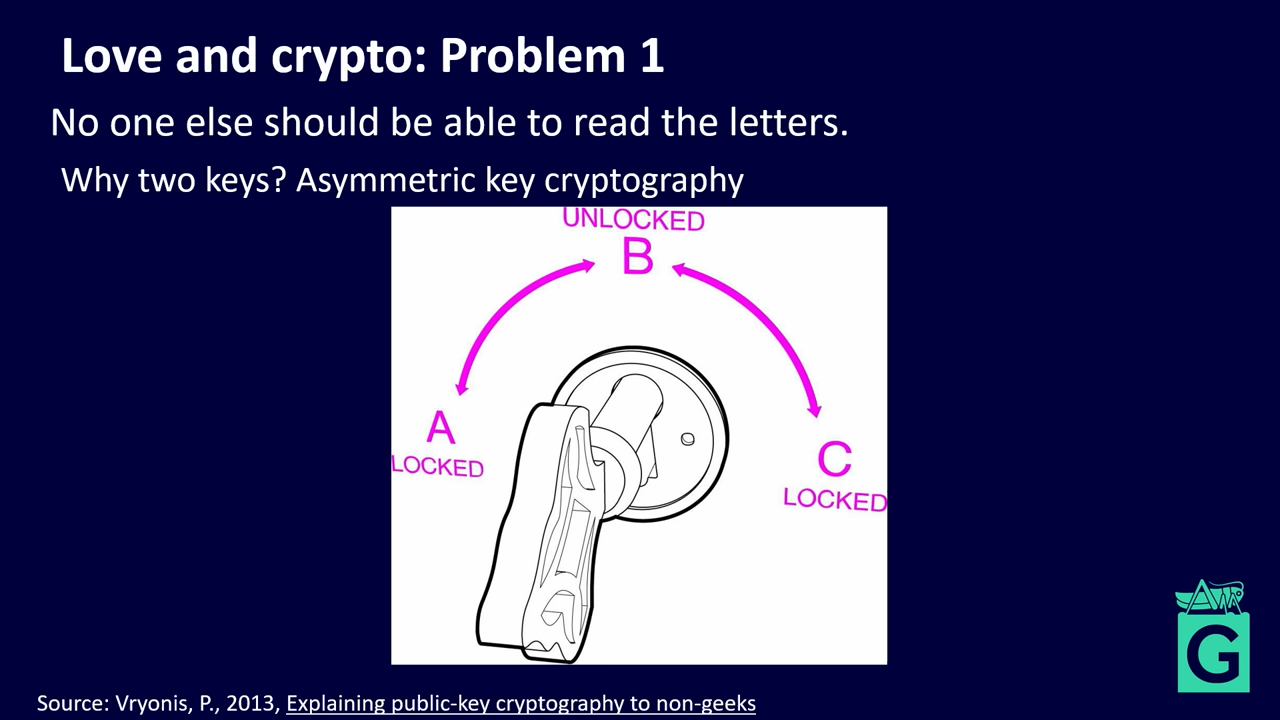 Love and crypto: Problem 1
No one else should be able to read the letters.
Why two keys? Asymmetric key cryptography
UNLOCKED
B
A
LOCKED
C
LOCKED
G
Source: Vryonis, P., 2013, Explaining public-key cryptography to non-geeks